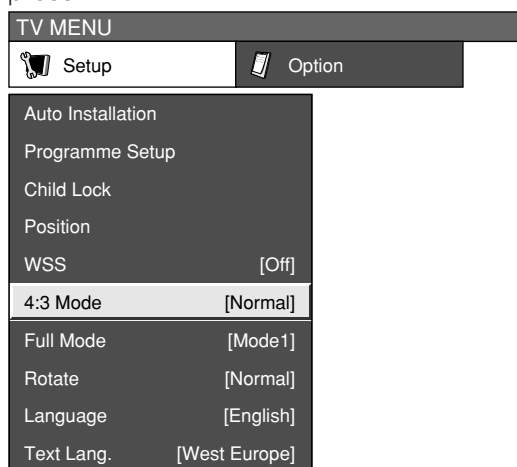 TV MENU
Setup Option
Auto Installation
Programme Setup
Child Lock
Position
WSS [Off]
4:3 Mode [Normal]
Full Mode [Mode1]
Rotate [Normal]
Language [English]
Text Lang. [West Europe]